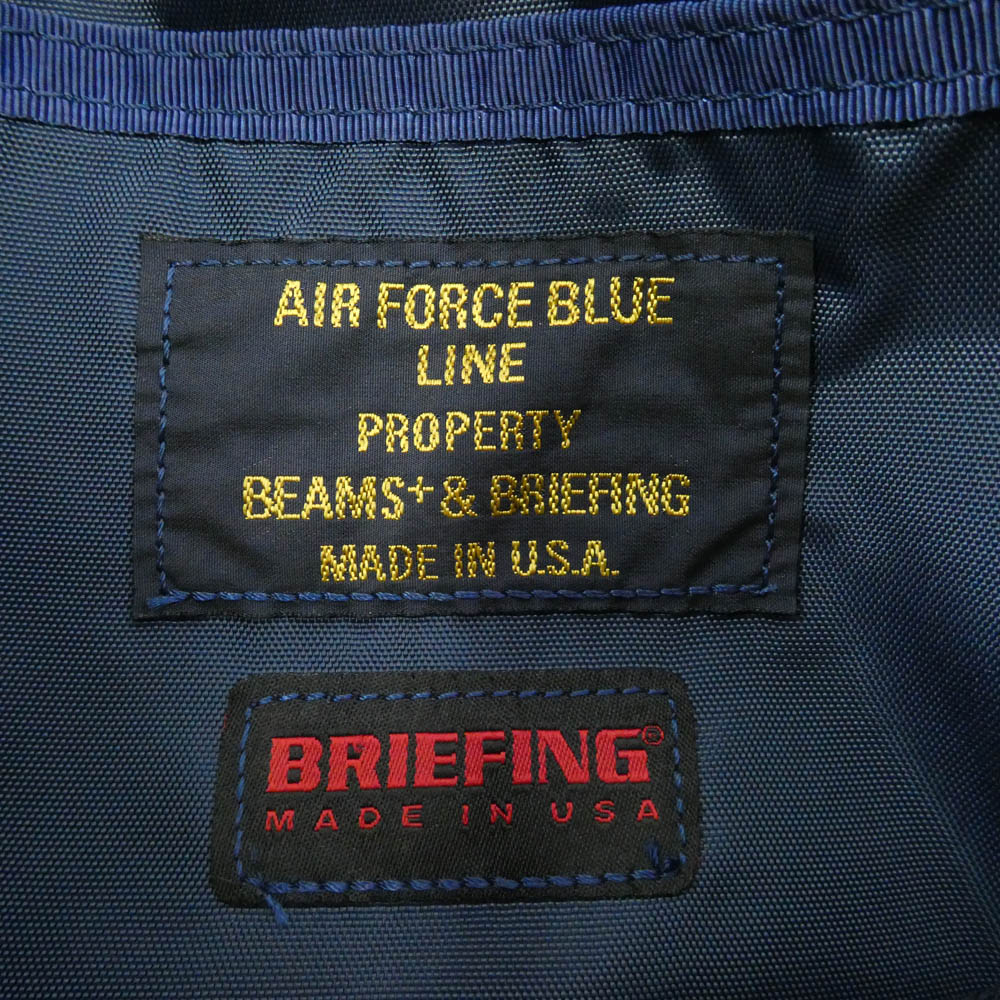 AIR FORCE BLUE
LINE
PROPERTY
BEAMS+ & BRIEFING
MADE IN U.S.A.
BRIEFING®
MADE IN USA